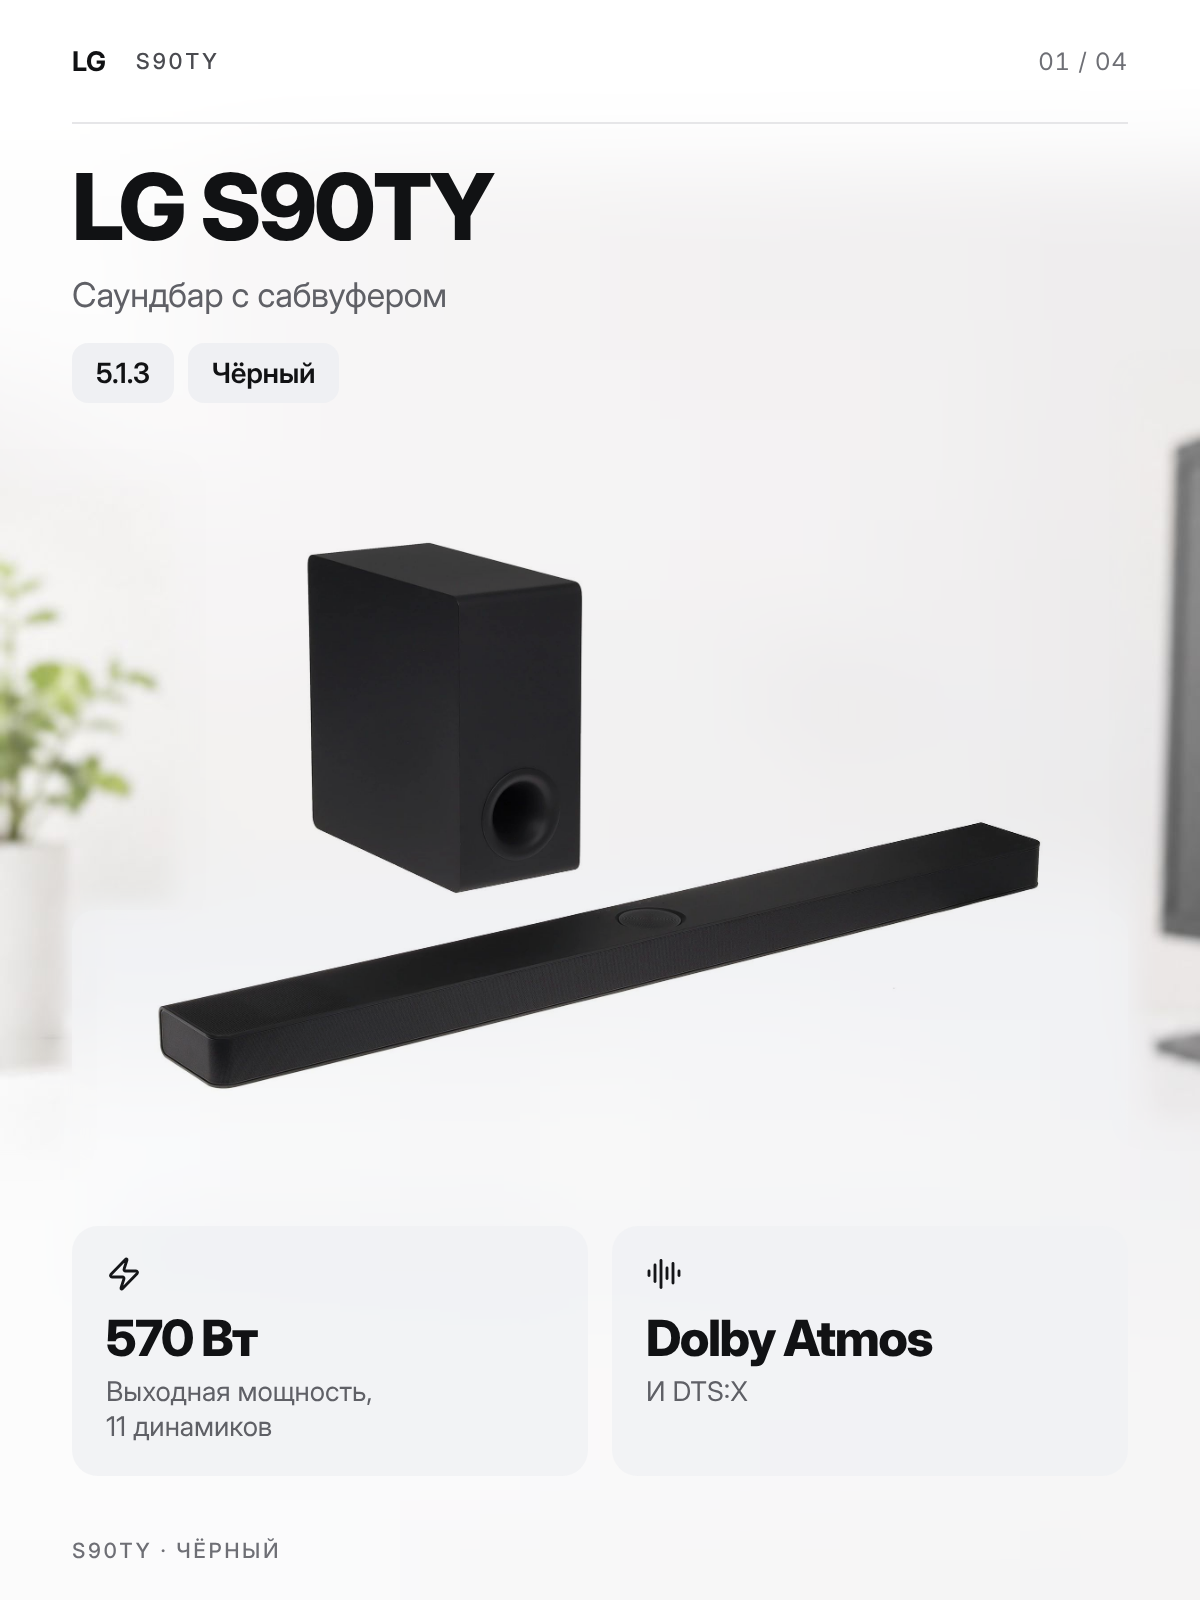 LG S90TY 01 / 04
LG S90TY
Саундбар с сабвуфером
5.1.3 Чёрный
570 Вт
Выходная мощность,
11 динамиков
Dolby Atmos
И DTS:X
S90TY · ЧЁРНЫЙ